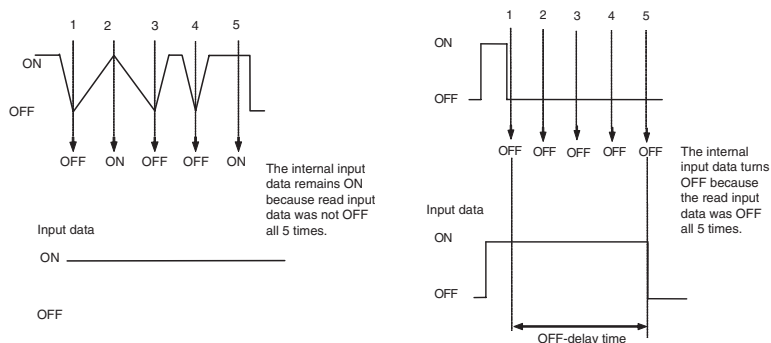 1 2 3 4 5
ON
OFF
OFF ON OFF OFF ON
The internal input
data remains ON
because read input
data was not OFF
all 5 times.
Input data
ON
OFF
1 2 3 4 5
ON
OFF
OFF OFF OFF OFF OFF
The internal
input data turns
OFF because
the read input
data was OFF
all 5 times.
Input data
ON
OFF
OFF-delay time